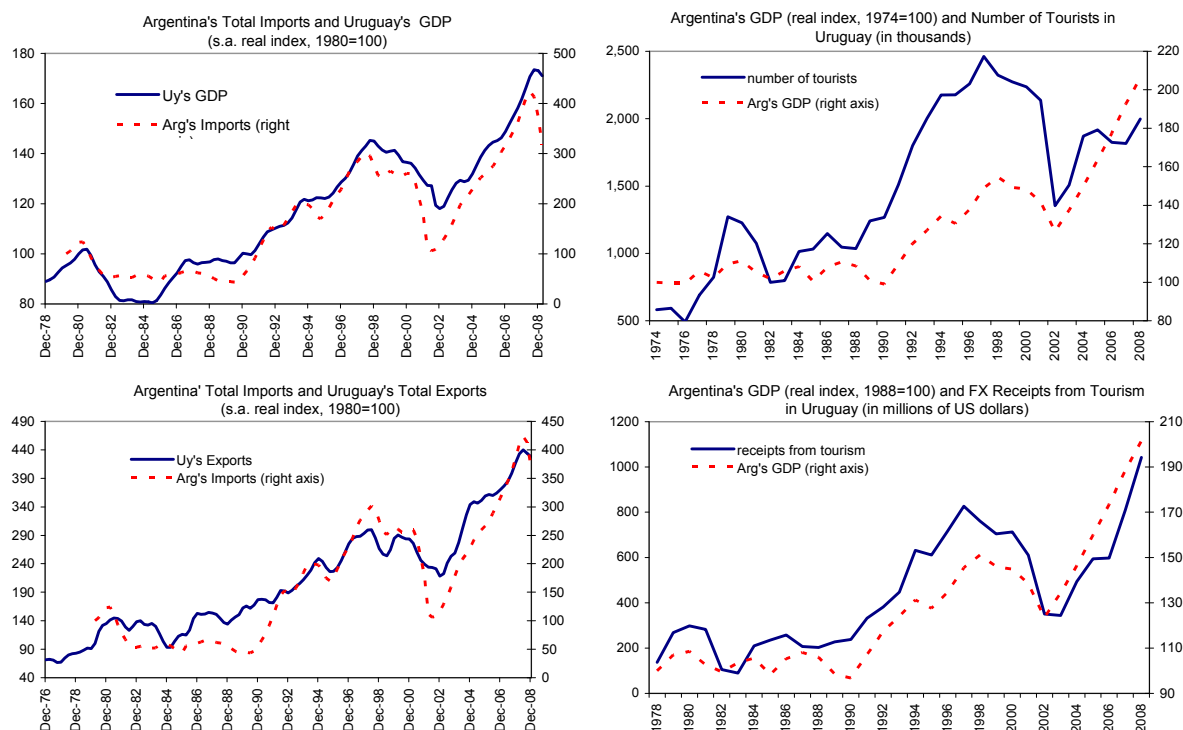 Argentina's Total Imports and Uruguay's GDP
(s.a. real index, 1980=100)
180
160
140
120
100
80
500
400
300
200
100
0
Uy's GDP
Arg's Imports (right
Dec-78
Dec-80
Dec-82
Dec-84
Dec-86
Dec-88
Dec-90
Dec-92
Dec-94
Dec-96
Dec-98
Dec-00
Dec-02
Dec-04
Dec-06
Dec-08
Argentina's GDP (real index, 1974=100) and Number of Tourists in
Uruguay (in thousands)
2,500
2,000
1,500
1,000
500
220
200
180
160
140
120
100
80
number of tourists
Arg's GDP (right axis)
1974
1976
1978
1980
1982
1984
1986
1988
1990
1992
1994
1996
1998
2000
2002
2004
2006
2008
Argentina' Total Imports and Uruguay's Total Exports
(s.a. real index, 1980=100)
490
440
390
340
290
240
190
140
90
40
450
400
350
300
250
200
150
100
50
0
Uy's Exports
Arg's Imports (right axis)
Dec-76
Dec-78
Dec-80
Dec-82
Dec-84
Dec-86
Dec-88
Dec-90
Dec-92
Dec-94
Dec-96
Dec-98
Dec-00
Dec-02
Dec-04
Dec-06
Dec-08
Argentina's GDP (real index, 1988=100) and FX Receipts from Tourism
in Uruguay (in millions of US dollars)
1200
1000
800
600
400
200
0
210
190
170
150
130
110
90
receipts from tourism
Arg's GDP (right axis)
1978
1980
1982
1984
1986
1988
1990
1992
1994
1996
1998
2000
2002
2004
2006
2008